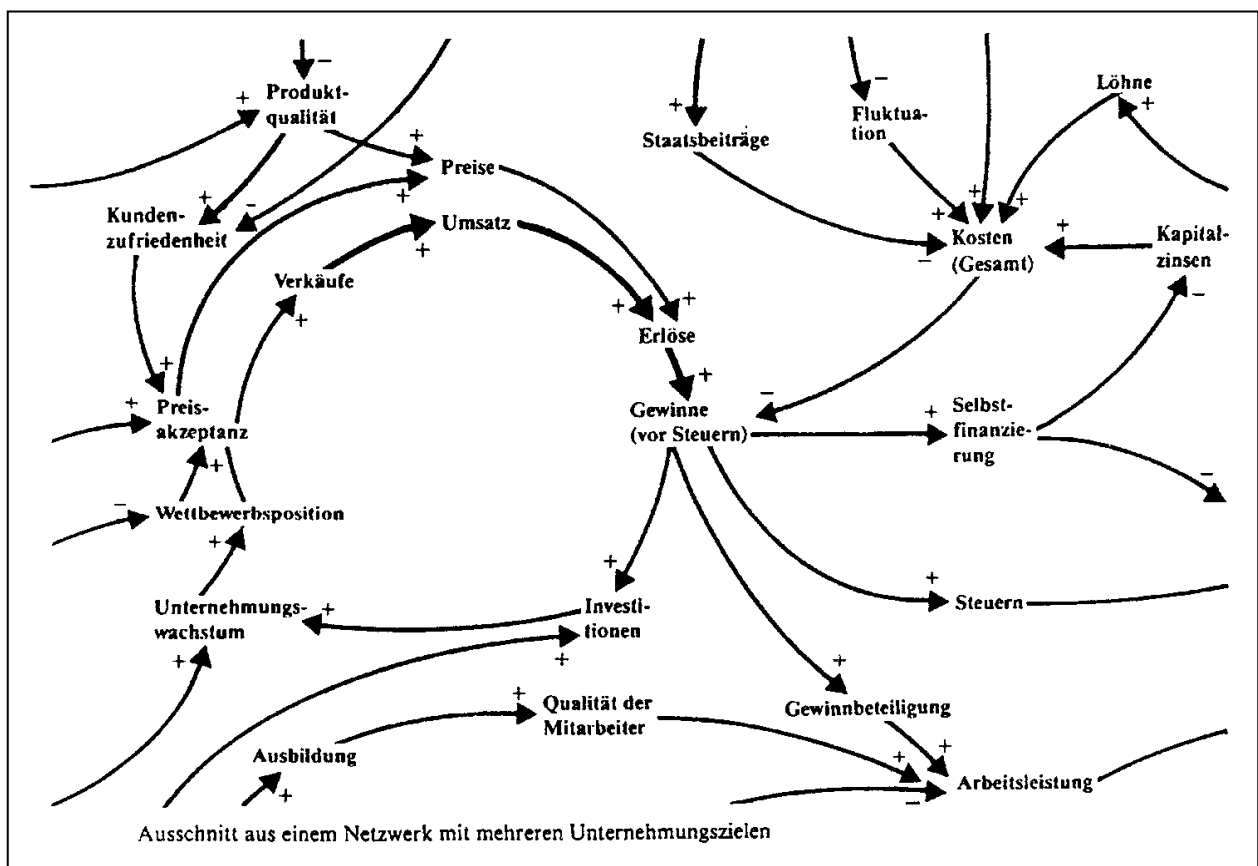 Produkt-
qualität
Preise
Kunden-
zufriedenheit
Umsatz
Verkäufe
Erlöse
Staatsbeiträge
Fluktua-
tion
Löhne
Kosten
(Gesamt)
Kapital-
zinsen
Preis-
akzeptanz
Gewinne
(vor Steuern)
Selbst-
finanzie-
rung
Wettbewerbsposition
Unternehmungs-
wachstum
Investi-
tionen
Steuern
Qualität der
Mitarbeiter
Gewinnbeteiligung
Ausbildung
Arbeitsleistung
Ausschnitt aus einem Netzwerk mit mehreren Unternehmungszielen